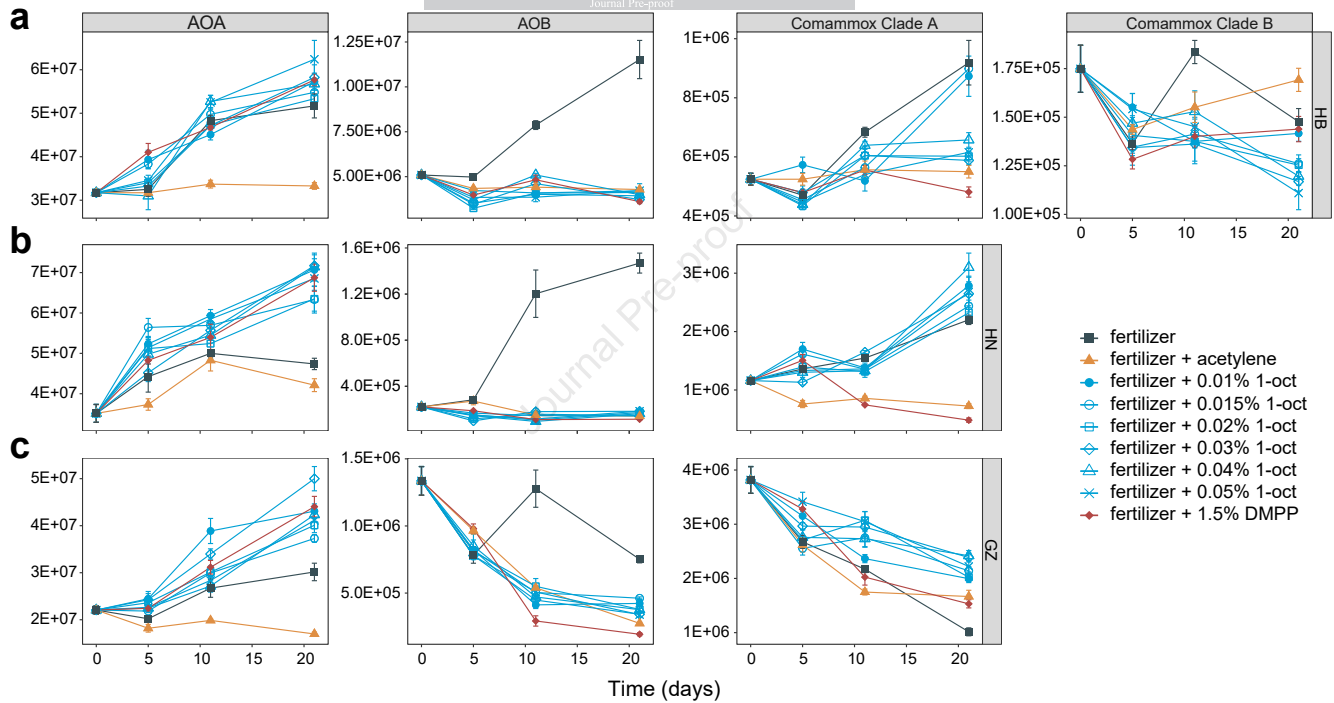 Journal Pre-proof
a
AOA
AOB
Comammox Clade A
Comammox Clade B
6E+07
5E+07
4E+07
3E+07
1.25E+07
1.00E+07
7.50E+06
5.00E+06
1E+06
8E+05
6E+05
4E+05
1.75E+05
1.50E+05
1.25E+05
1.00E+05
HB
0 5 10 15 20
b
7E+07
6E+07
5E+07
4E+07
1.6E+06
1.2E+06
8.0E+05
4.2E+05
3E+06
2E+06
1E+06
HN
Journal Pre-proof
fertilizer
fertilizer + acetylene
fertilizer + 0.01% 1-oct
fertilizer + 0.015% 1-oct
fertilizer + 0.02% 1-oct
fertilizer + 0.03% 1-oct
fertilizer + 0.04% 1-oct
fertilizer + 0.05% 1-oct
fertilizer + 1.5% DMPP
c
5E+07
4E+07
3E+07
2E+07
1.5E+06
1.0E+06
5.0E+05
4E+06
3E+06
2E+06
1E+06
GZ
0 5 10 15 20
0 5 10 15 20
0 5 10 15 20
Time (days)